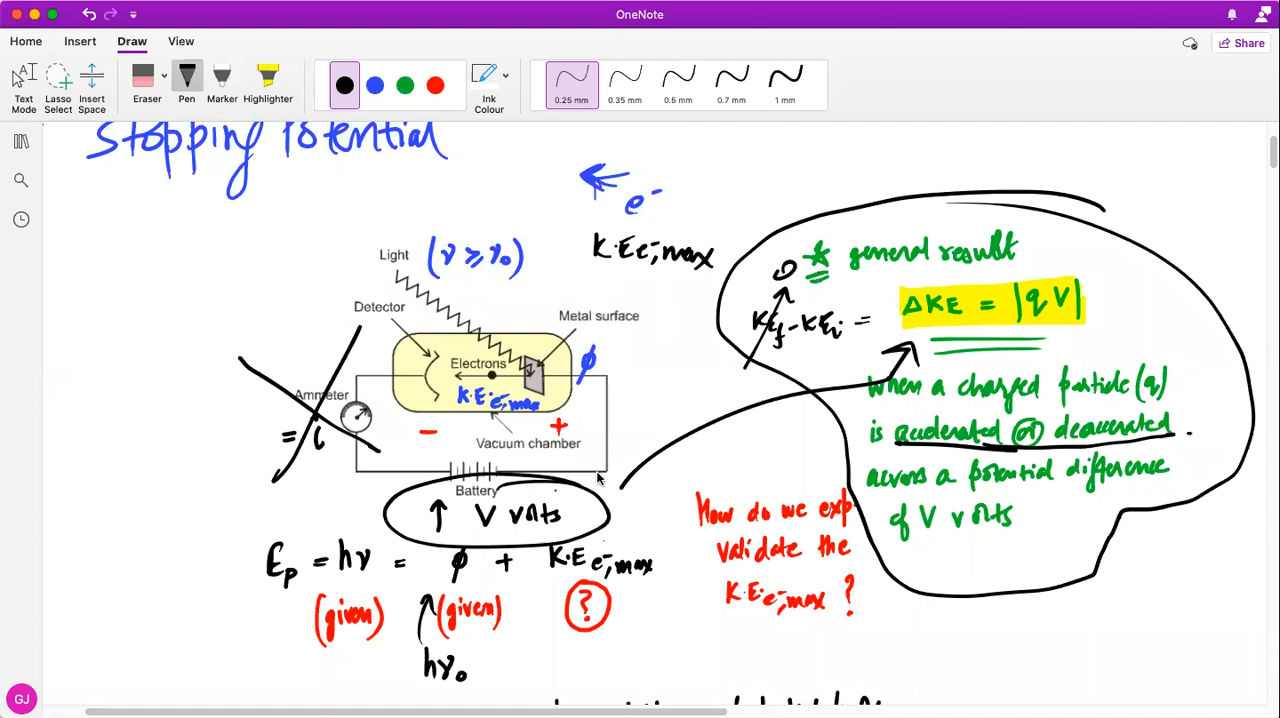 OneNote
Home Insert Draw View
Share
Text Mode
Lasso Select
Insert Space
Eraser
Pen
Marker
Highlighter
Ink Colour
0.25 mm
0.35 mm
0.5 mm
0.7 mm
1 mm
Stopping Potential
e⁻
K.E e⁻,max
Light
(ν ≥ ν₀)
Detector
Metal surface
Electrons
ϕ
K.E. e⁻,max
Ammeter
= i
− +
Vacuum chamber
Battery
↑ V volts
Eₚ = hν = ϕ + K.E e⁻,max
(given) (given) ?
hν₀
How do we exp
validate the
K.E. e⁻,max ?
general result
0
KE_f - KE_i = ΔKE = |qV|
When a charged particle (q)
is accelerated or deaccerated .
across a potential difference
of V volts
GJ